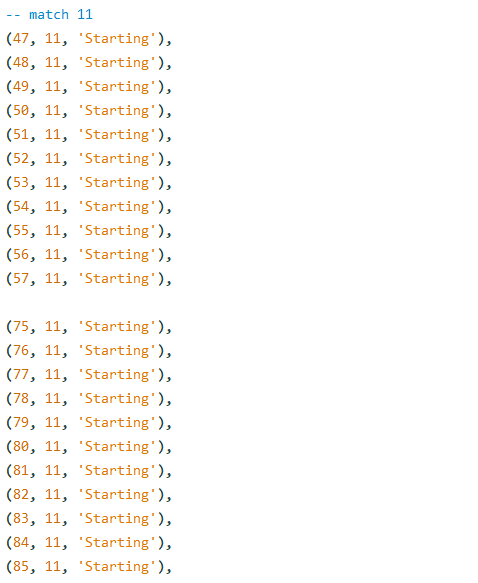 -- match 11
(47, 11, 'Starting'),
(48, 11, 'Starting'),
(49, 11, 'Starting'),
(50, 11, 'Starting'),
(51, 11, 'Starting'),
(52, 11, 'Starting'),
(53, 11, 'Starting'),
(54, 11, 'Starting'),
(55, 11, 'Starting'),
(56, 11, 'Starting'),
(57, 11, 'Starting'),

(75, 11, 'Starting'),
(76, 11, 'Starting'),
(77, 11, 'Starting'),
(78, 11, 'Starting'),
(79, 11, 'Starting'),
(80, 11, 'Starting'),
(81, 11, 'Starting'),
(82, 11, 'Starting'),
(83, 11, 'Starting'),
(84, 11, 'Starting'),
(85, 11, 'Starting'),